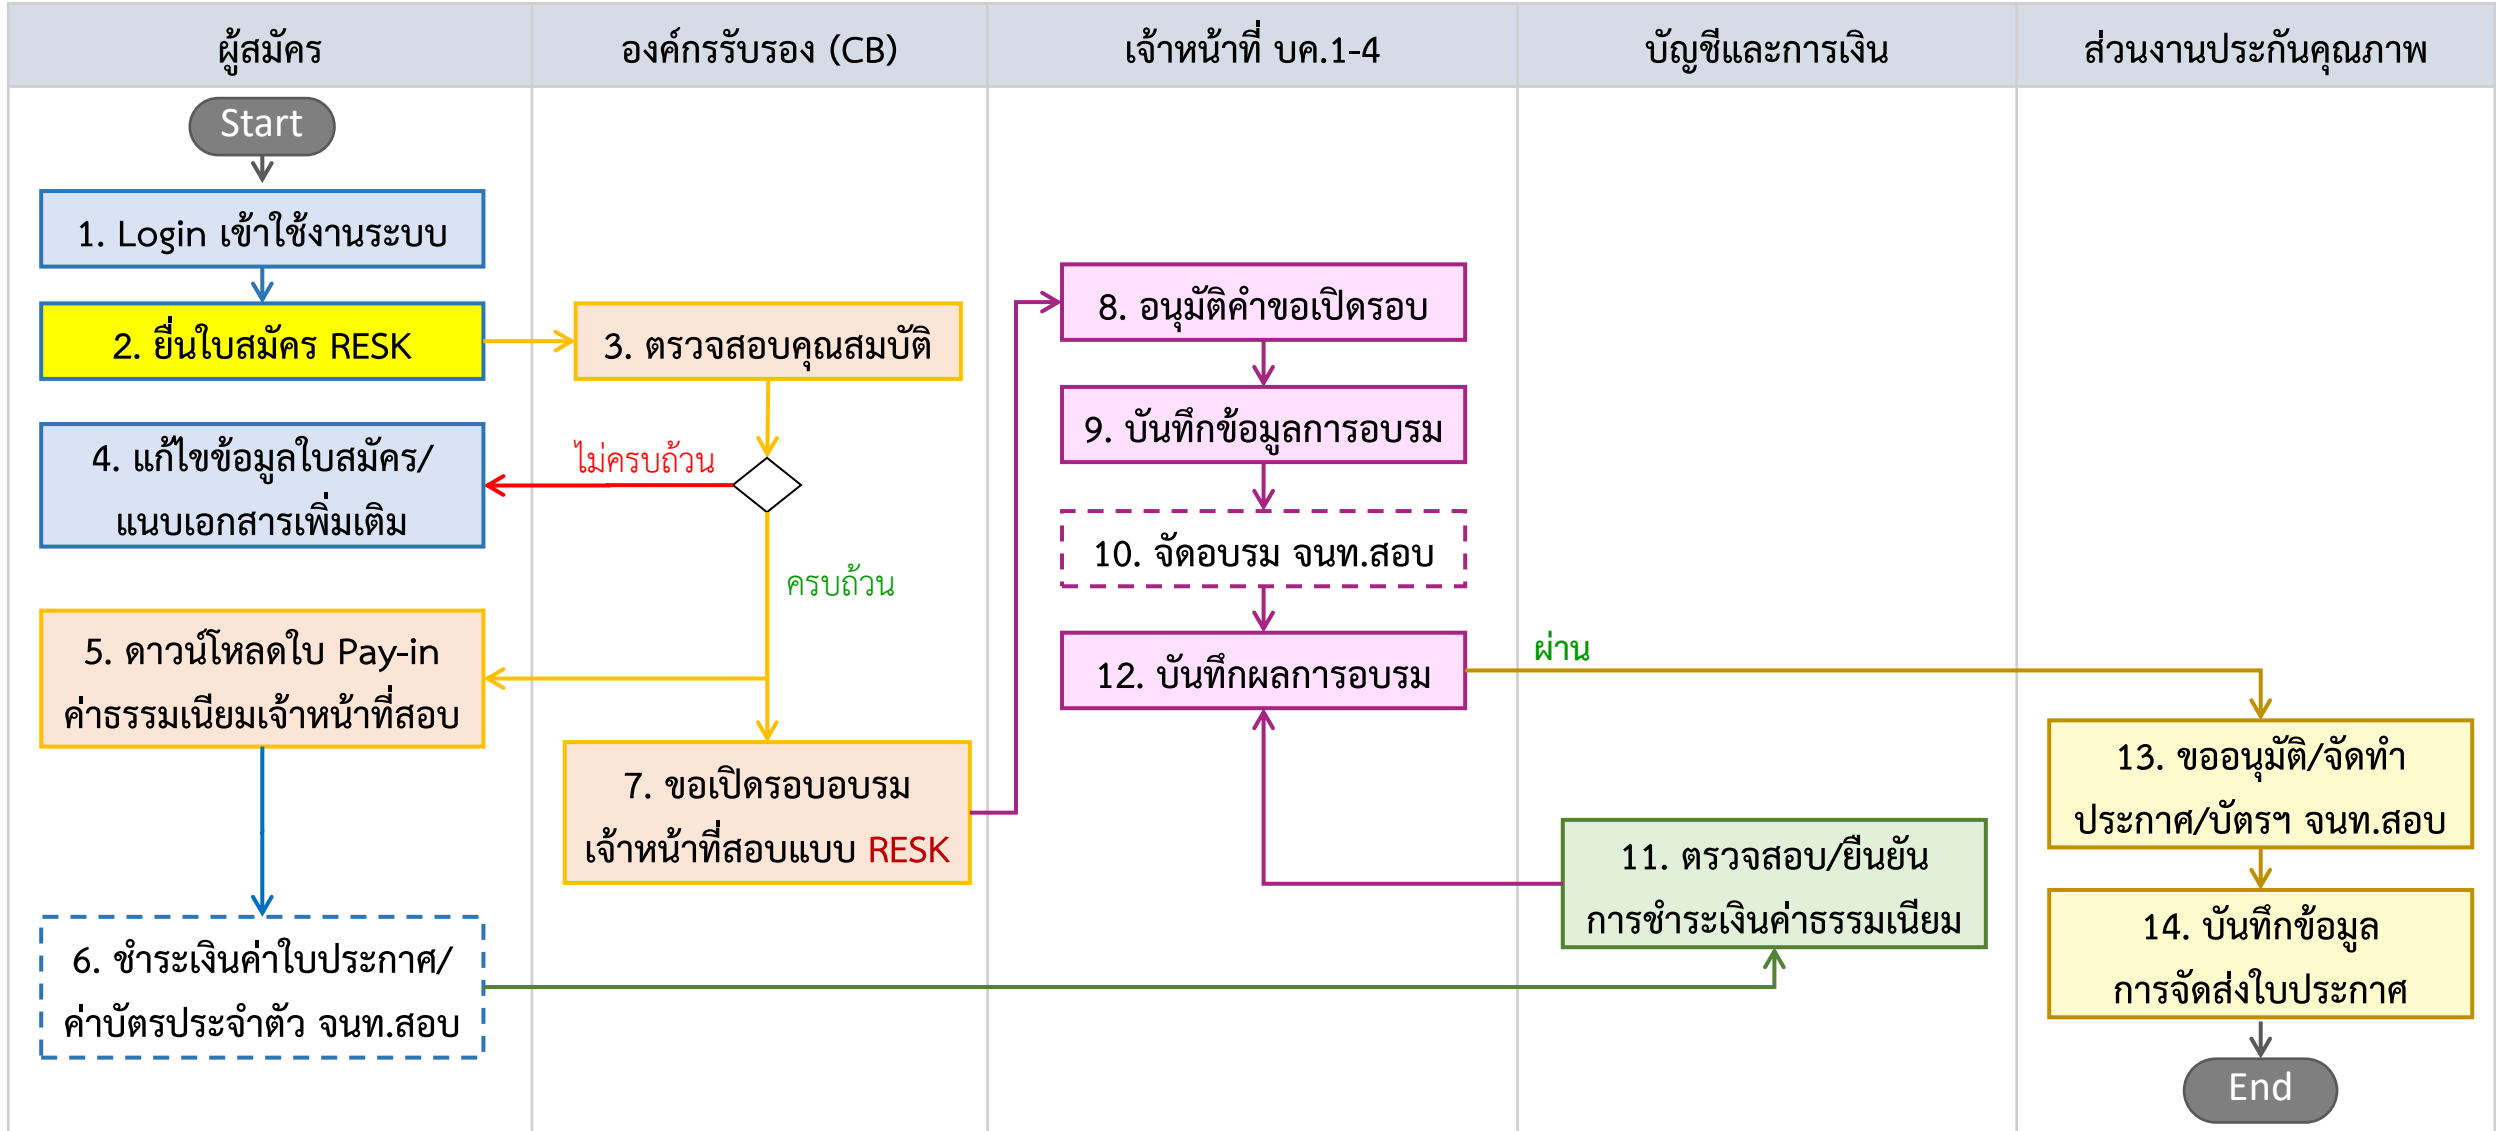 ผู้สมัคร
องค์กรรับรอง (CB)
เจ้าหน้าที่ บค.1-4
บัญชีและการเงิน
ส่วนงานประกันคุณภาพ
Start
1. Login เข้าใช้งานระบบ
2. ยื่นใบสมัคร RESK
3. ตรวจสอบคุณสมบัติ
ไม่ครบถ้วน
4. แก้ไขข้อมูลใบสมัคร/
แนบเอกสารเพิ่มเติม
ครบถ้วน
5. ดาวน์โหลดใบ Pay-in
ค่าธรรมเนียมเจ้าหน้าที่สอบ
6. ชำระเงินค่าใบประกาศ/
ค่าบัตรประจำตัว จนท.สอบ
7. ขอเปิดรอบอบรม
เจ้าหน้าที่สอบแบบ RESK
8. อนุมัติคำขอเปิดรอบ
9. บันทึกข้อมูลการอบรม
10. จัดอบรม จนท.สอบ
12. บันทึกผลการอบรม
ผ่าน
11. ตรวจสอบ/ยืนยัน
การชำระเงินค่าธรรมเนียม
13. ขออนุมัติ/จัดทำ
ประกาศ/บัตรฯ จนท.สอบ
14. บันทึกข้อมูล
การจัดส่งใบประกาศ
End